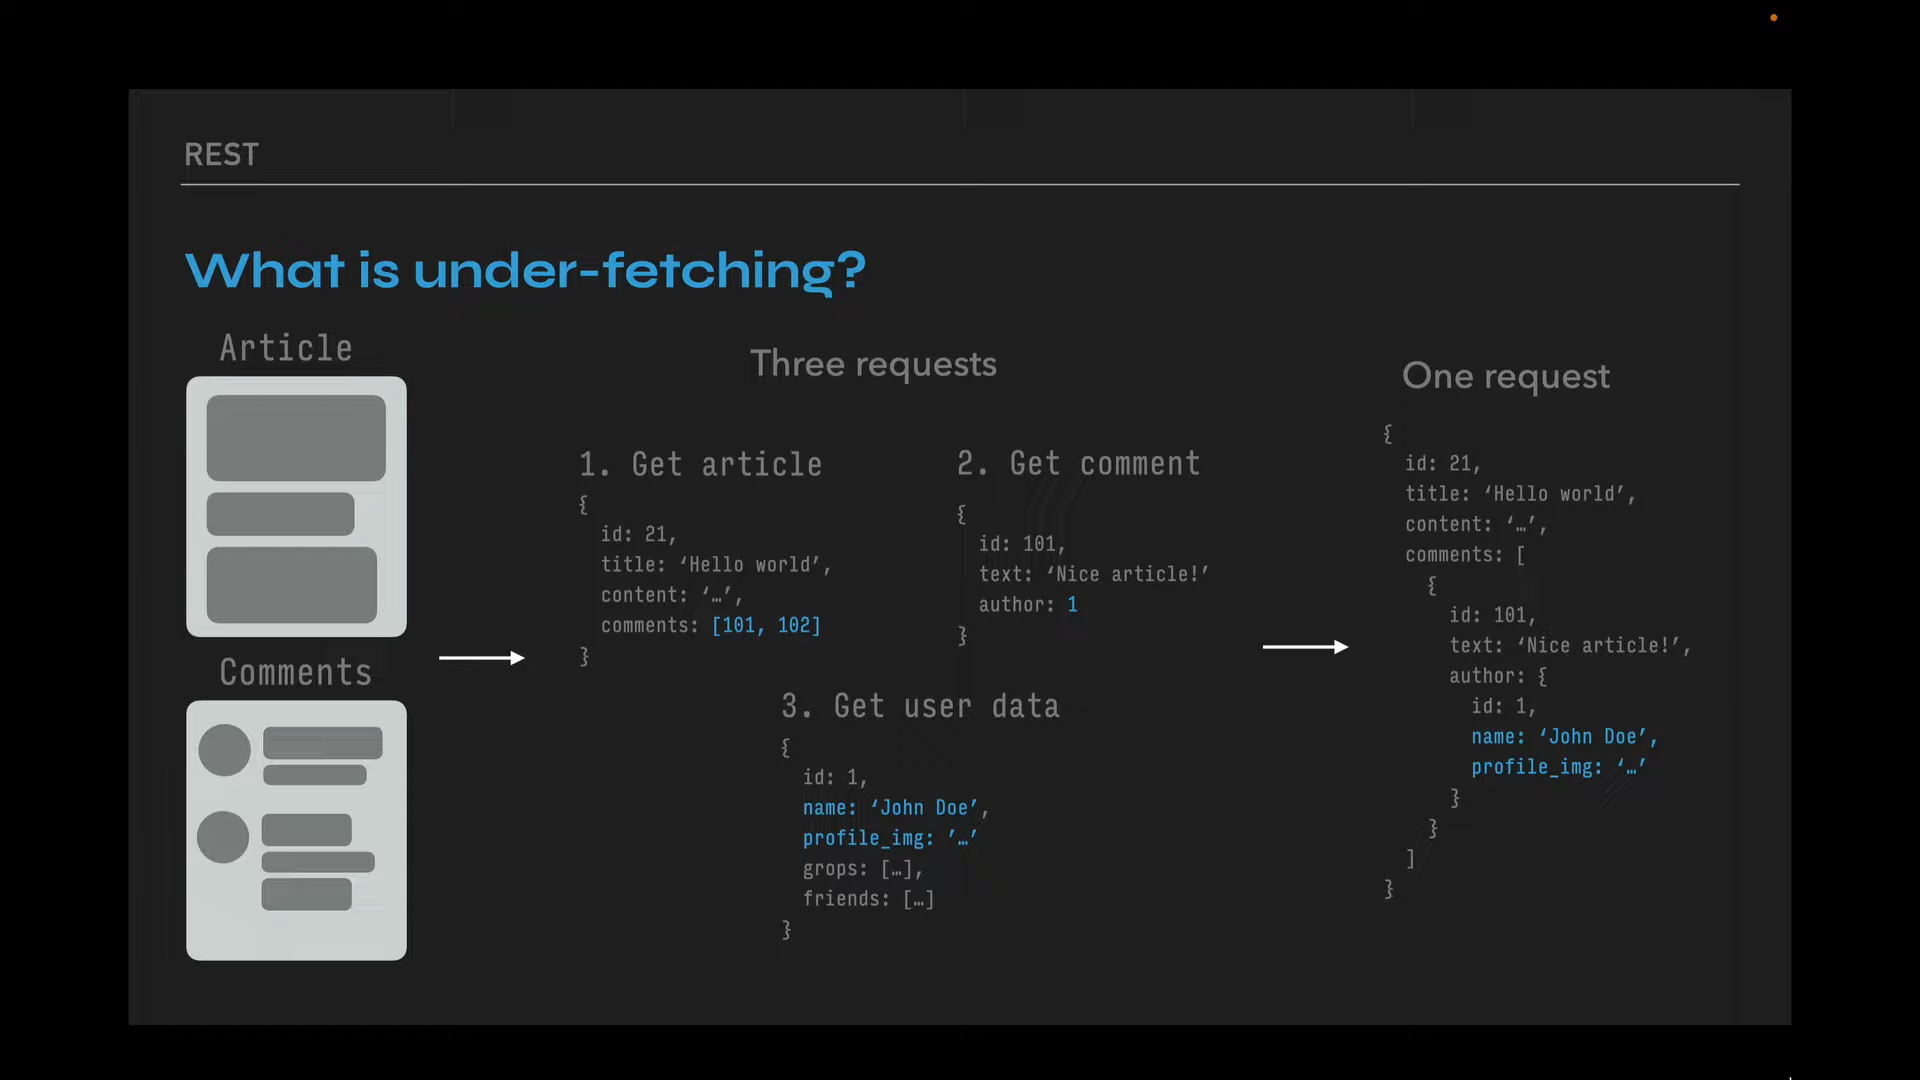 REST
What is under-fetching?
Article
Comments
Three requests
1. Get article
{
id: 21,
title: ‘Hello world’,
content: ‘…’,
comments: [101, 102]
}
2. Get comment
{
id: 101,
text: ‘Nice article!’
author: 1
}
3. Get user data
{
id: 1,
name: ‘John Doe’,
profile_img: ’…’
grops: […],
friends: […]
}
One request
{
id: 21,
title: ‘Hello world’,
content: ‘…’,
comments: [
{
id: 101,
text: ‘Nice article!’,
author: {
id: 1,
name: ‘John Doe’,
profile_img: ‘…’
}
}
]
}